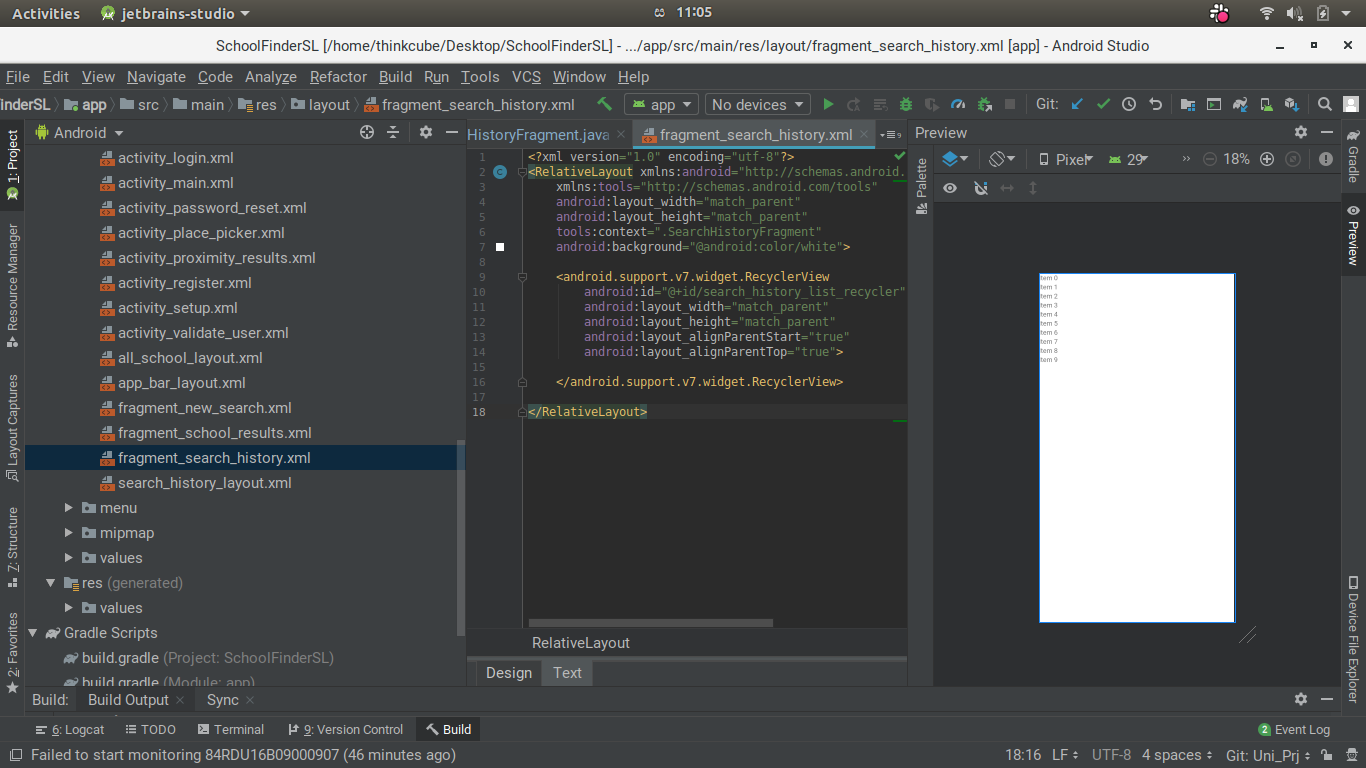 Activities jetbrains-studio 11:05
SchoolFinderSL [/home/thinkcube/Desktop/SchoolFinderSL] - .../app/src/main/res/layout/fragment_search_history.xml [app] - Android Studio
File Edit View Navigate Code Analyze Refactor Build Run Tools VCS Window Help
inderSL app src main res layout fragment_search_history.xml app No devices Git:
1: Project
Resource Manager
Layout Captures
7: Structure
2: Favorites
Android
activity_login.xml
activity_main.xml
activity_password_reset.xml
activity_place_picker.xml
activity_proximity_results.xml
activity_register.xml
activity_setup.xml
activity_validate_user.xml
all_school_layout.xml
app_bar_layout.xml
fragment_new_search.xml
fragment_school_results.xml
fragment_search_history.xml
search_history_layout.xml
menu
mipmap
values
res (generated)
values
Gradle Scripts
build.gradle (Project: SchoolFinderSL)
build.gradle (Module: app)
HistoryFragment.java fragment_search_history.xml 9
1 <?xml version="1.0" encoding="utf-8"?>
2 C <RelativeLayout xmlns:android="http://schemas.android.
3 xmlns:tools="http://schemas.android.com/tools"
4 android:layout_width="match_parent"
5 android:layout_height="match_parent"
6 tools:context=".SearchHistoryFragment"
7 android:background="@android:color/white">
8
9 <android.support.v7.widget.RecyclerView
10 android:id="@+id/search_history_list_recycler"
11 android:layout_width="match_parent"
12 android:layout_height="match_parent"
13 android:layout_alignParentStart="true"
14 android:layout_alignParentTop="true">
15
16 </android.support.v7.widget.RecyclerView>
17
18 </RelativeLayout>
RelativeLayout
Design Text
Preview
Palette
Pixel 29 18%
Item 0
Item 1
Item 2
Item 3
Item 4
Item 5
Item 6
Item 7
Item 8
Item 9
Gradle
Preview
Device File Explorer
Build: Build Output Sync
6: Logcat TODO Terminal 9: Version Control Build 2 Event Log
Failed to start monitoring 84RDU16B09000907 (46 minutes ago) 18:16 LF UTF-8 4 spaces Git: Uni_Prj